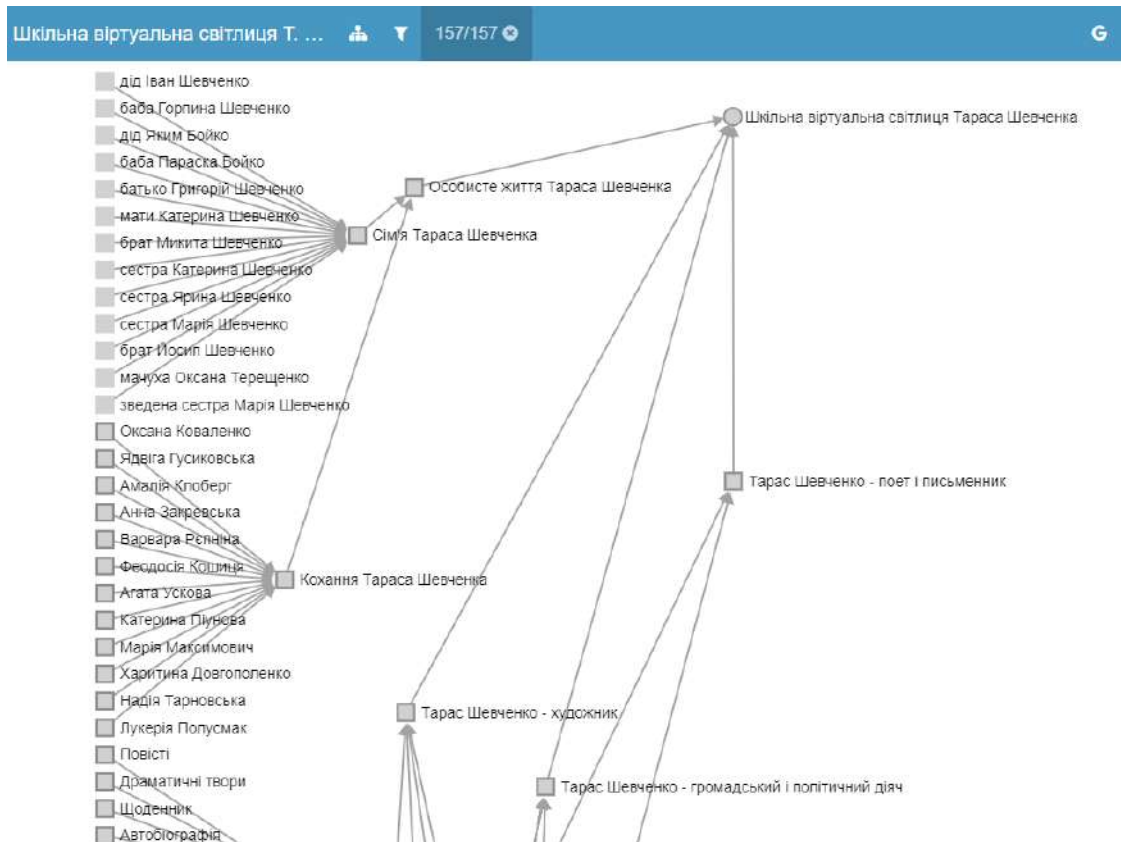 Шкільна віртуальна світлиця Т. ...
157/157
G
дід Іван Шевченко
баба Горпина Шевченко
Шкільна віртуальна світлиця Тараса Шевченка
дід Яким Бойко
баба Параска Бойко
батько Григорій Шевченко
Особисте життя Тараса Шевченка
мати Катерина Шевченко
брат Микита Шевченко
Сім'я Тараса Шевченка
сестра Катерина Шевченко
сестра Ярина Шевченко
сестра Марія Шевченко
брат Йосип Шевченко
мачуха Оксана Терещенко
зведена сестра Марія Шевченко
Оксана Коваленко
Ядвіга Гусиковська
Амалія Клоберг
Тарас Шевченко - поет і письменник
Анна Закревська
Варвара Рєпніна
Феодосія Кошиця
Кохання Тараса Шевченка
Агата Ускова
Катерина Піунова
Марія Максимович
Харитина Довгополенко
Надія Тарновська
Тарас Шевченко - художник
Лукерія Полусмак
Повісті
Драматичні твори
Тарас Шевченко - громадський і політичний діяч
Щоденник
Автобіографія